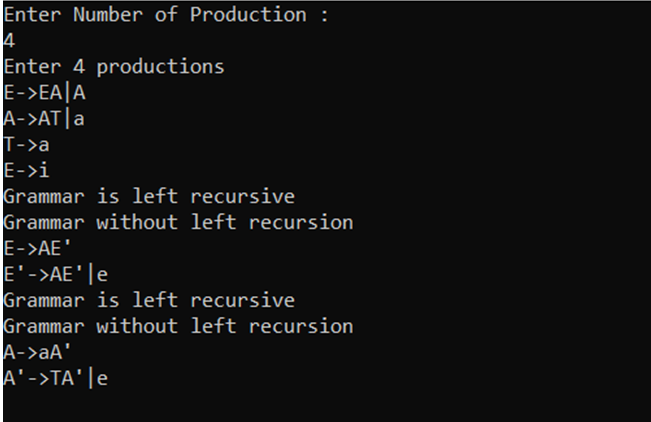 Enter Number of Production :
4
Enter 4 productions
E->EA|A
A->AT|a
T->a
E->i
Grammar is left recursive
Grammar without left recursion
E->AE'
E'->AE'|e
Grammar is left recursive
Grammar without left recursion
A->aA'
A'->TA'|e